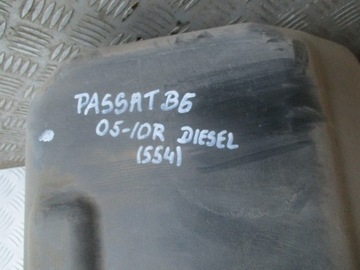 PASSAT B6
05-10R DIESEL
(554)